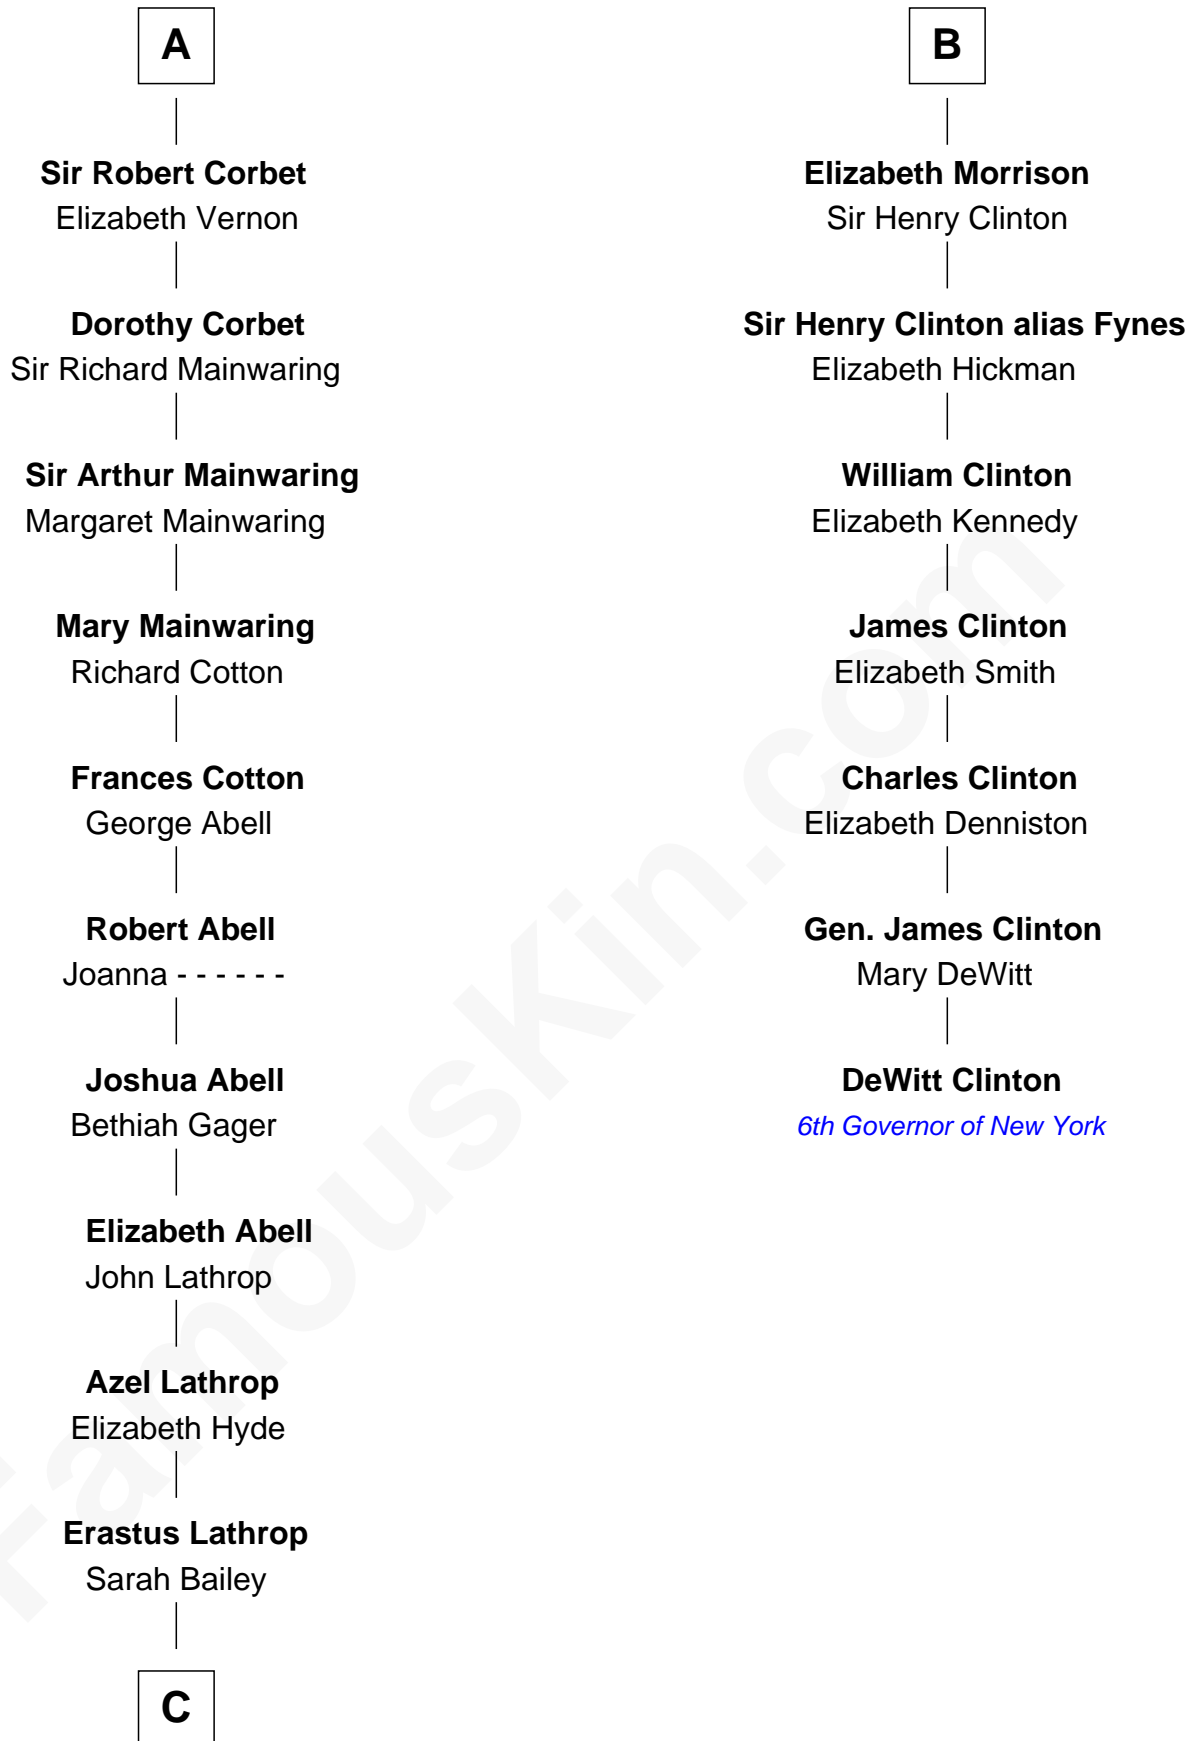 A
Sir Robert Corbet
Elizabeth Vernon
Dorothy Corbet
Sir Richard Mainwaring
Sir Arthur Mainwaring
Margaret Mainwaring
Mary Mainwaring
Richard Cotton
Frances Cotton
George Abell
Robert Abell
Joanna - - - - - -
Joshua Abell
Bethiah Gager
Elizabeth Abell
John Lathrop
Azel Lathrop
Elizabeth Hyde
Erastus Lathrop
Sarah Bailey
C
B
Elizabeth Morrison
Sir Henry Clinton
Sir Henry Clinton alias Fynes
Elizabeth Hickman
William Clinton
Elizabeth Kennedy
James Clinton
Elizabeth Smith
Charles Clinton
Elizabeth Denniston
Gen. James Clinton
Mary DeWitt
DeWitt Clinton
6th Governor of New York
FamousKin.com